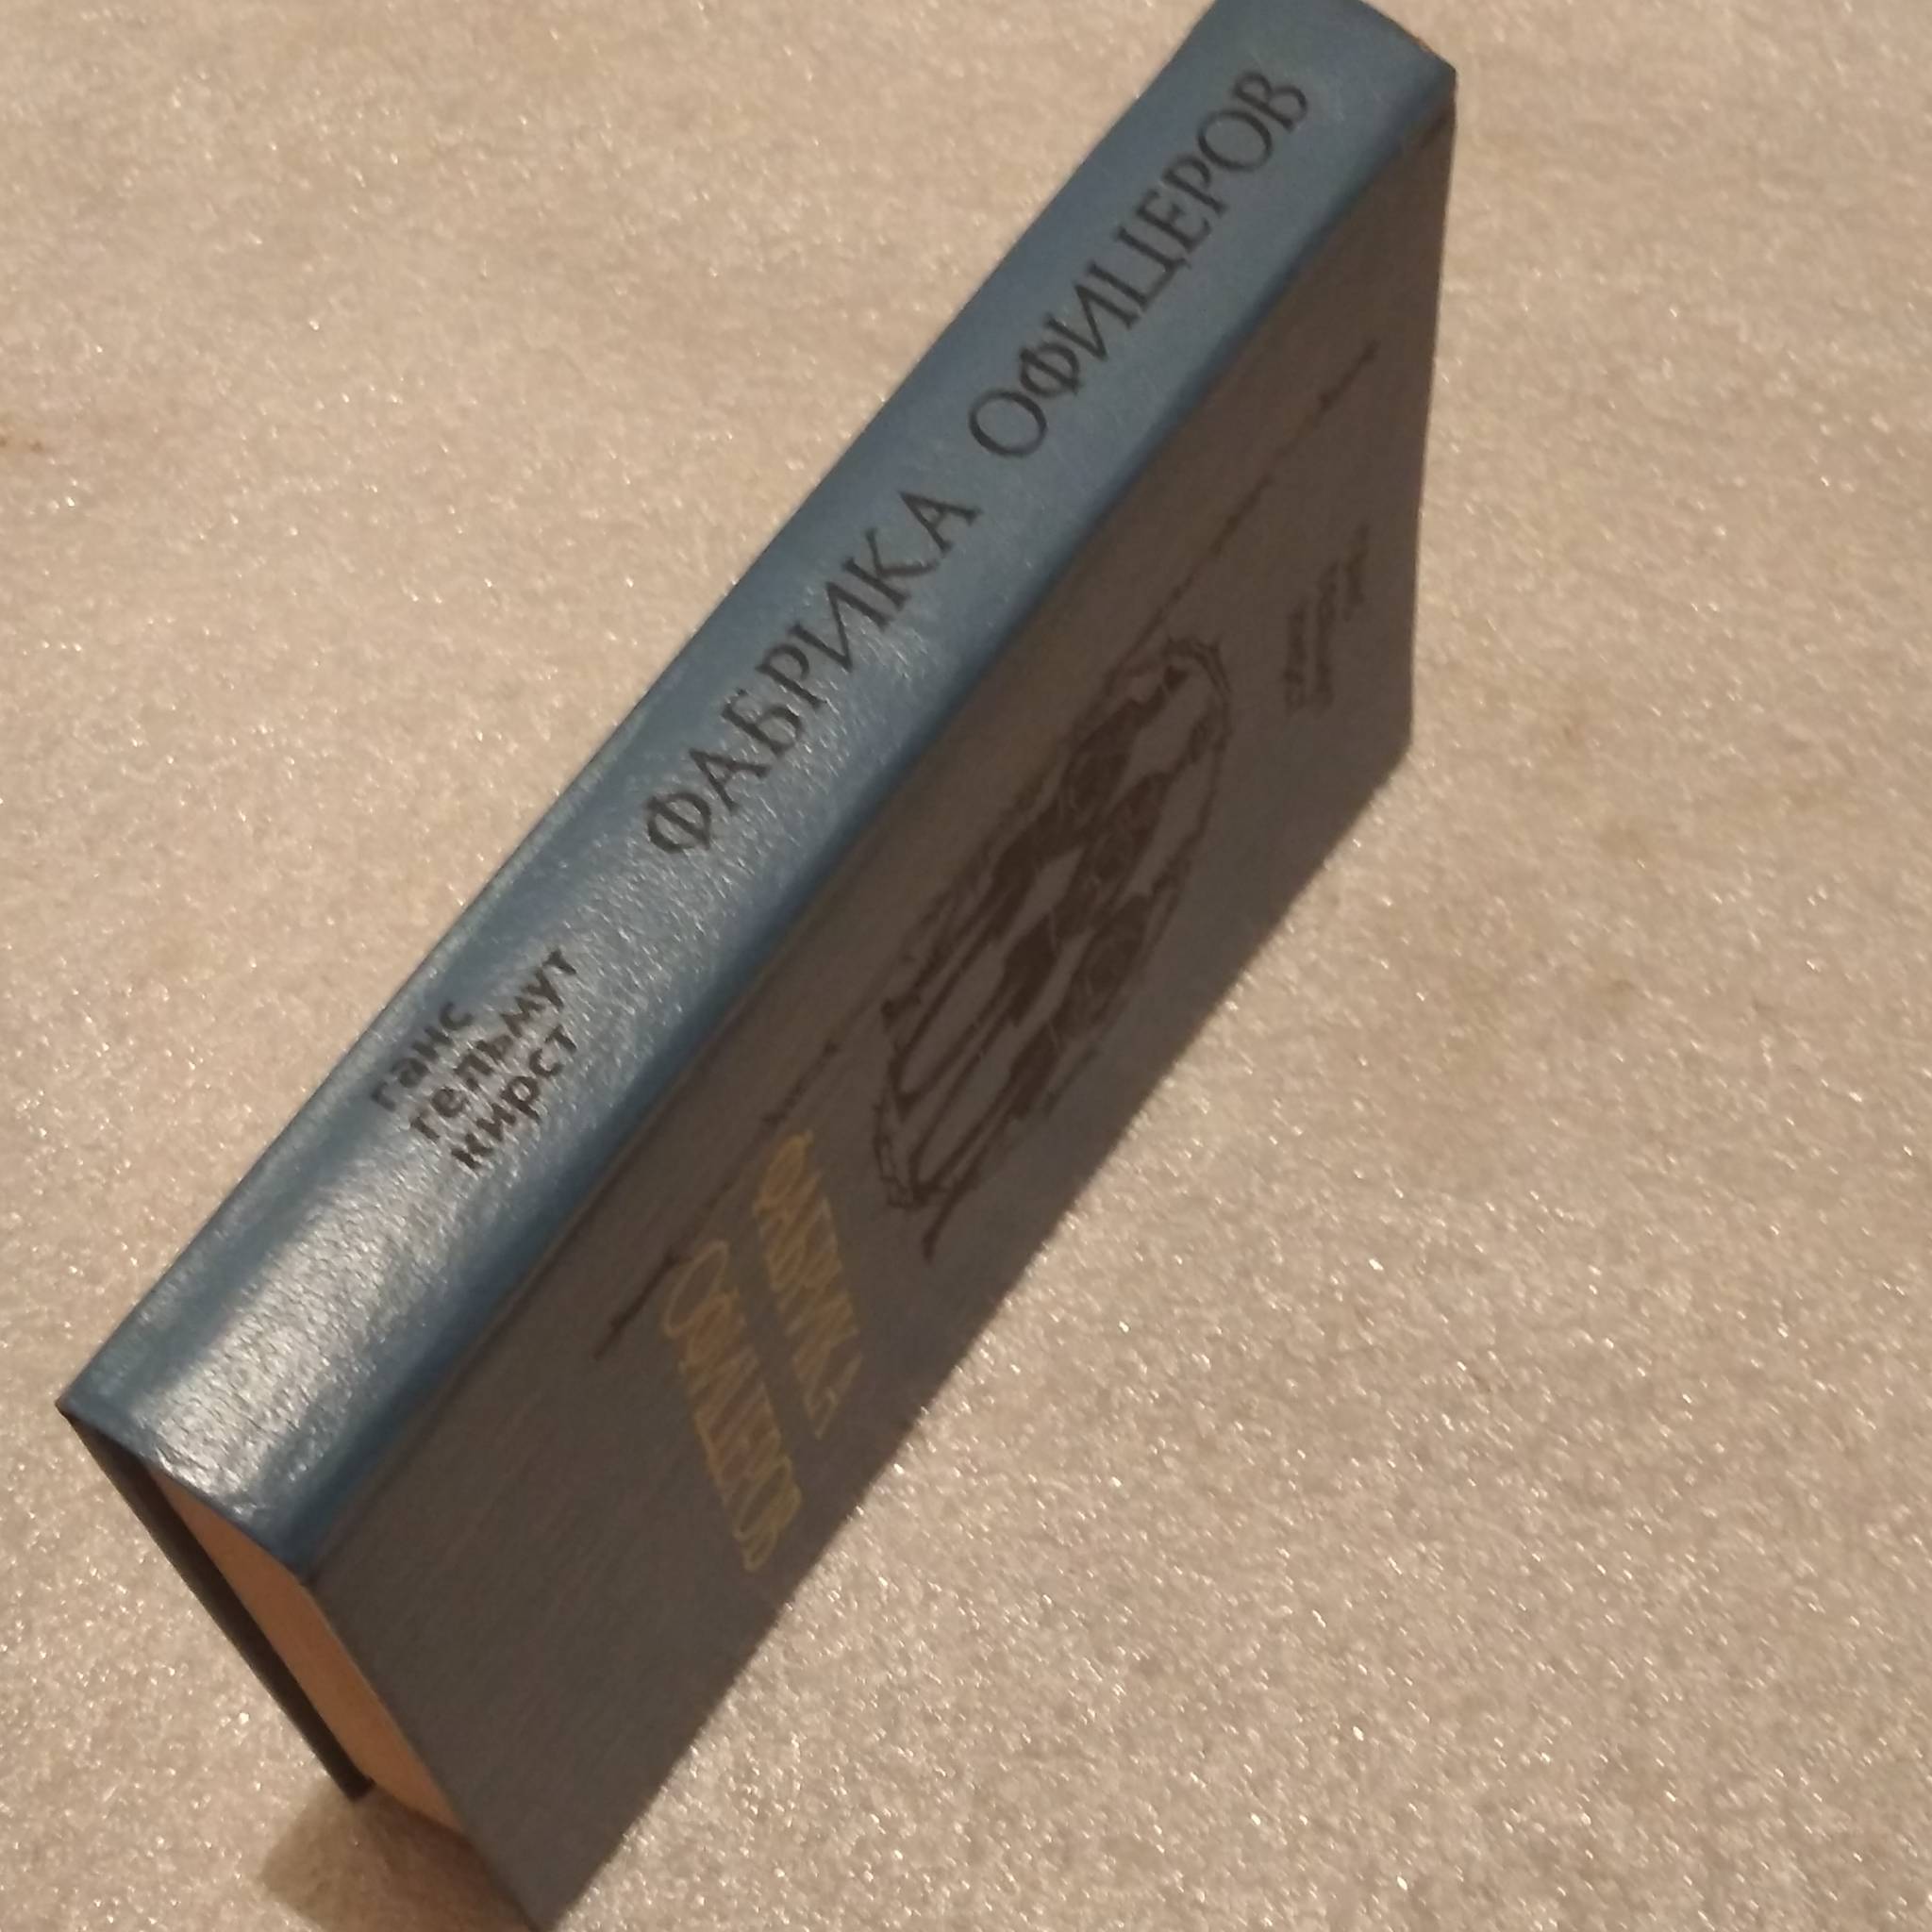 ганс
гельмут
кирст
ФАБРИКА ОФИЦЕРОВ
ФАБРИКА
ОФИЦЕРОВ